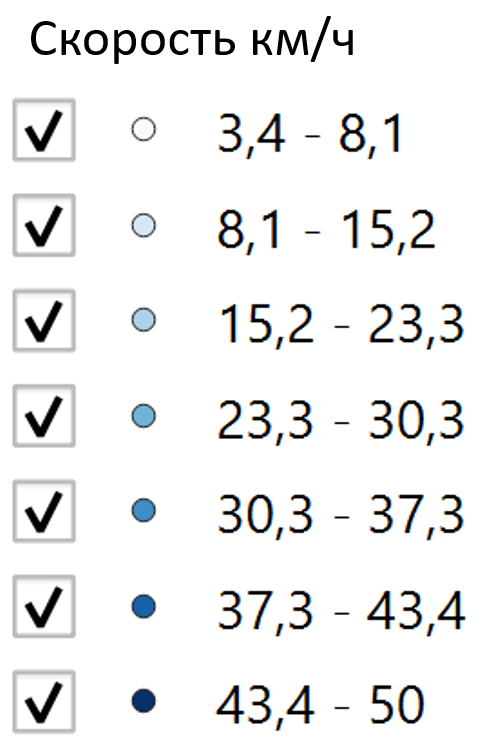 Скорость км/ч
3,4 - 8,1
8,1 - 15,2
15,2 - 23,3
23,3 - 30,3
30,3 - 37,3
37,3 - 43,4
43,4 - 50